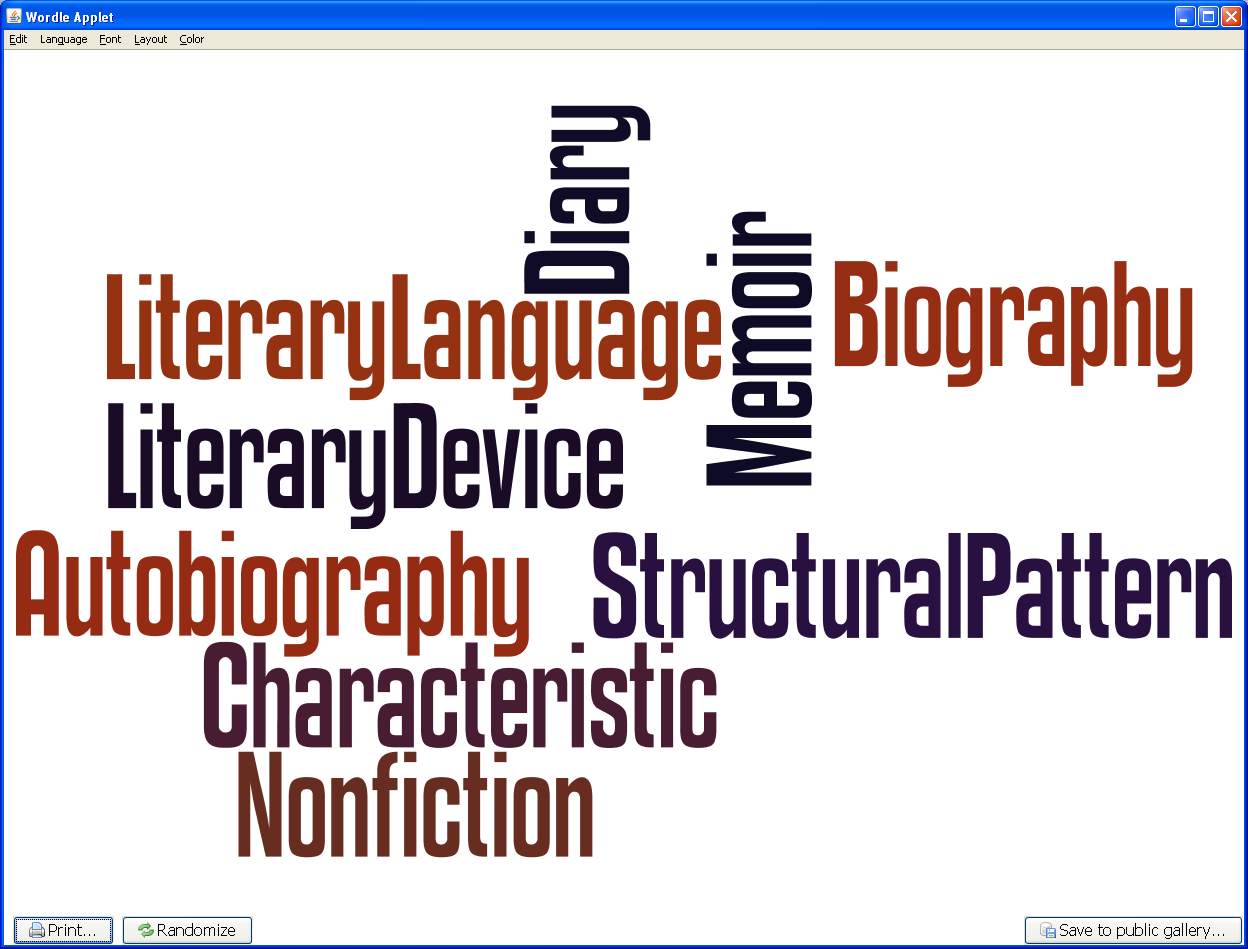 Wordle Applet
Edit Language Font Layout Color
Diary
Memoir
LiteraryLanguage
Biography
LiteraryDevice
Autobiography
StructuralPattern
Characteristic
Nonfiction
Print... Randomize Save to public gallery...